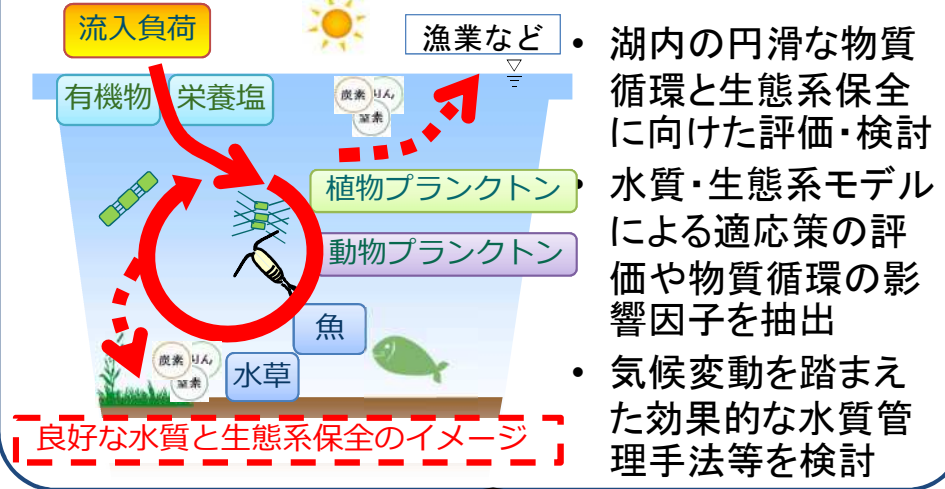 流入負荷
漁業など
有機物
栄養塩
炭素
りん
窒素
植物プランクトン
動物プランクトン
魚
水草
炭素
りん
窒素
良好な水質と生態系保全のイメージ
• 湖内の円滑な物質
循環と生態系保全
に向けた評価・検討
• 水質・生態系モデル
による適応策の評
価や物質循環の影
響因子を抽出
• 気候変動を踏まえ
た効果的な水質管
理手法等を検討